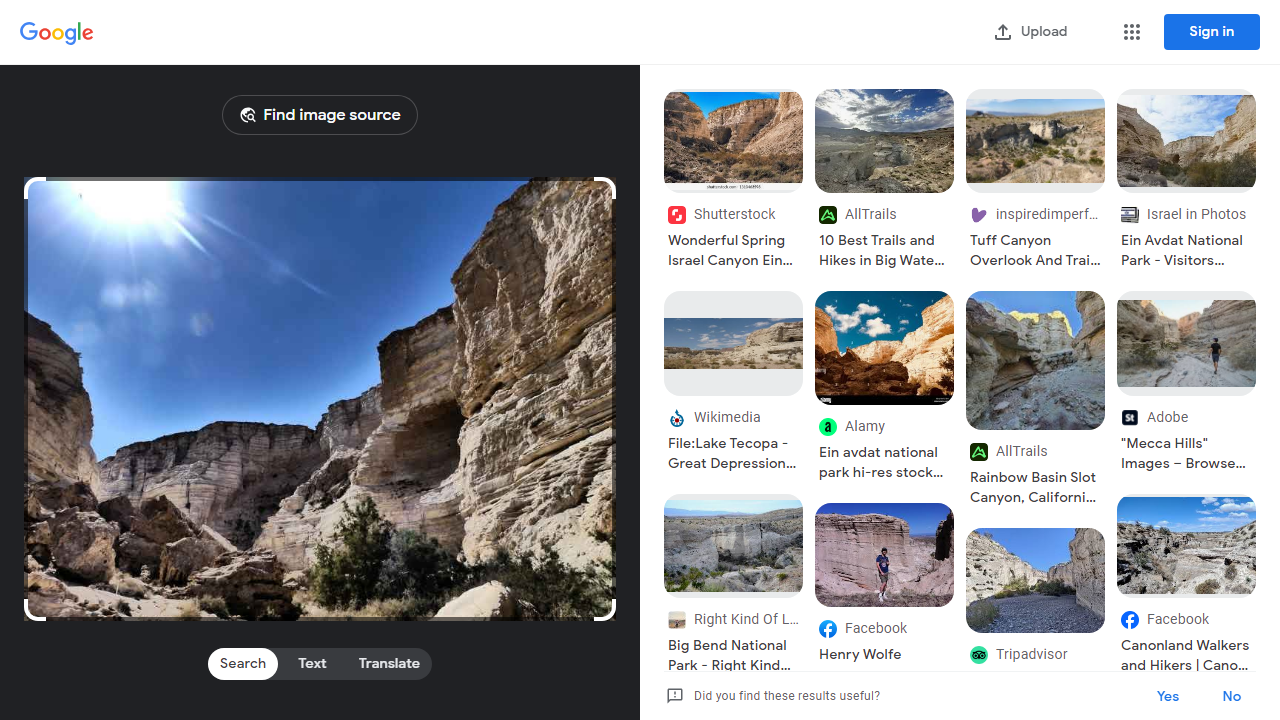 Google
Upload
Sign in
Find image source
Search
Text
Translate
Shutterstock
Wonderful Spring
Israel Canyon Ein...
AllTrails
10 Best Trails and
Hikes in Big Wate...
inspiredimperf...
Tuff Canyon
Overlook And Trai...
Israel in Photos
Ein Avdat National
Park - Visitors...
Wikimedia
File:Lake Tecopa -
Great Depression...
Alamy
Ein avdat national
park hi-res stock...
AllTrails
Rainbow Basin Slot
Canyon, Californi...
Adobe
"Mecca Hills"
Images – Browse...
Right Kind Of L...
Big Bend National
Park - Right Kind...
Facebook
Henry Wolfe
Tripadvisor
Facebook
Canonland Walkers
and Hikers | Cano...
Did you find these results useful?
Yes
No